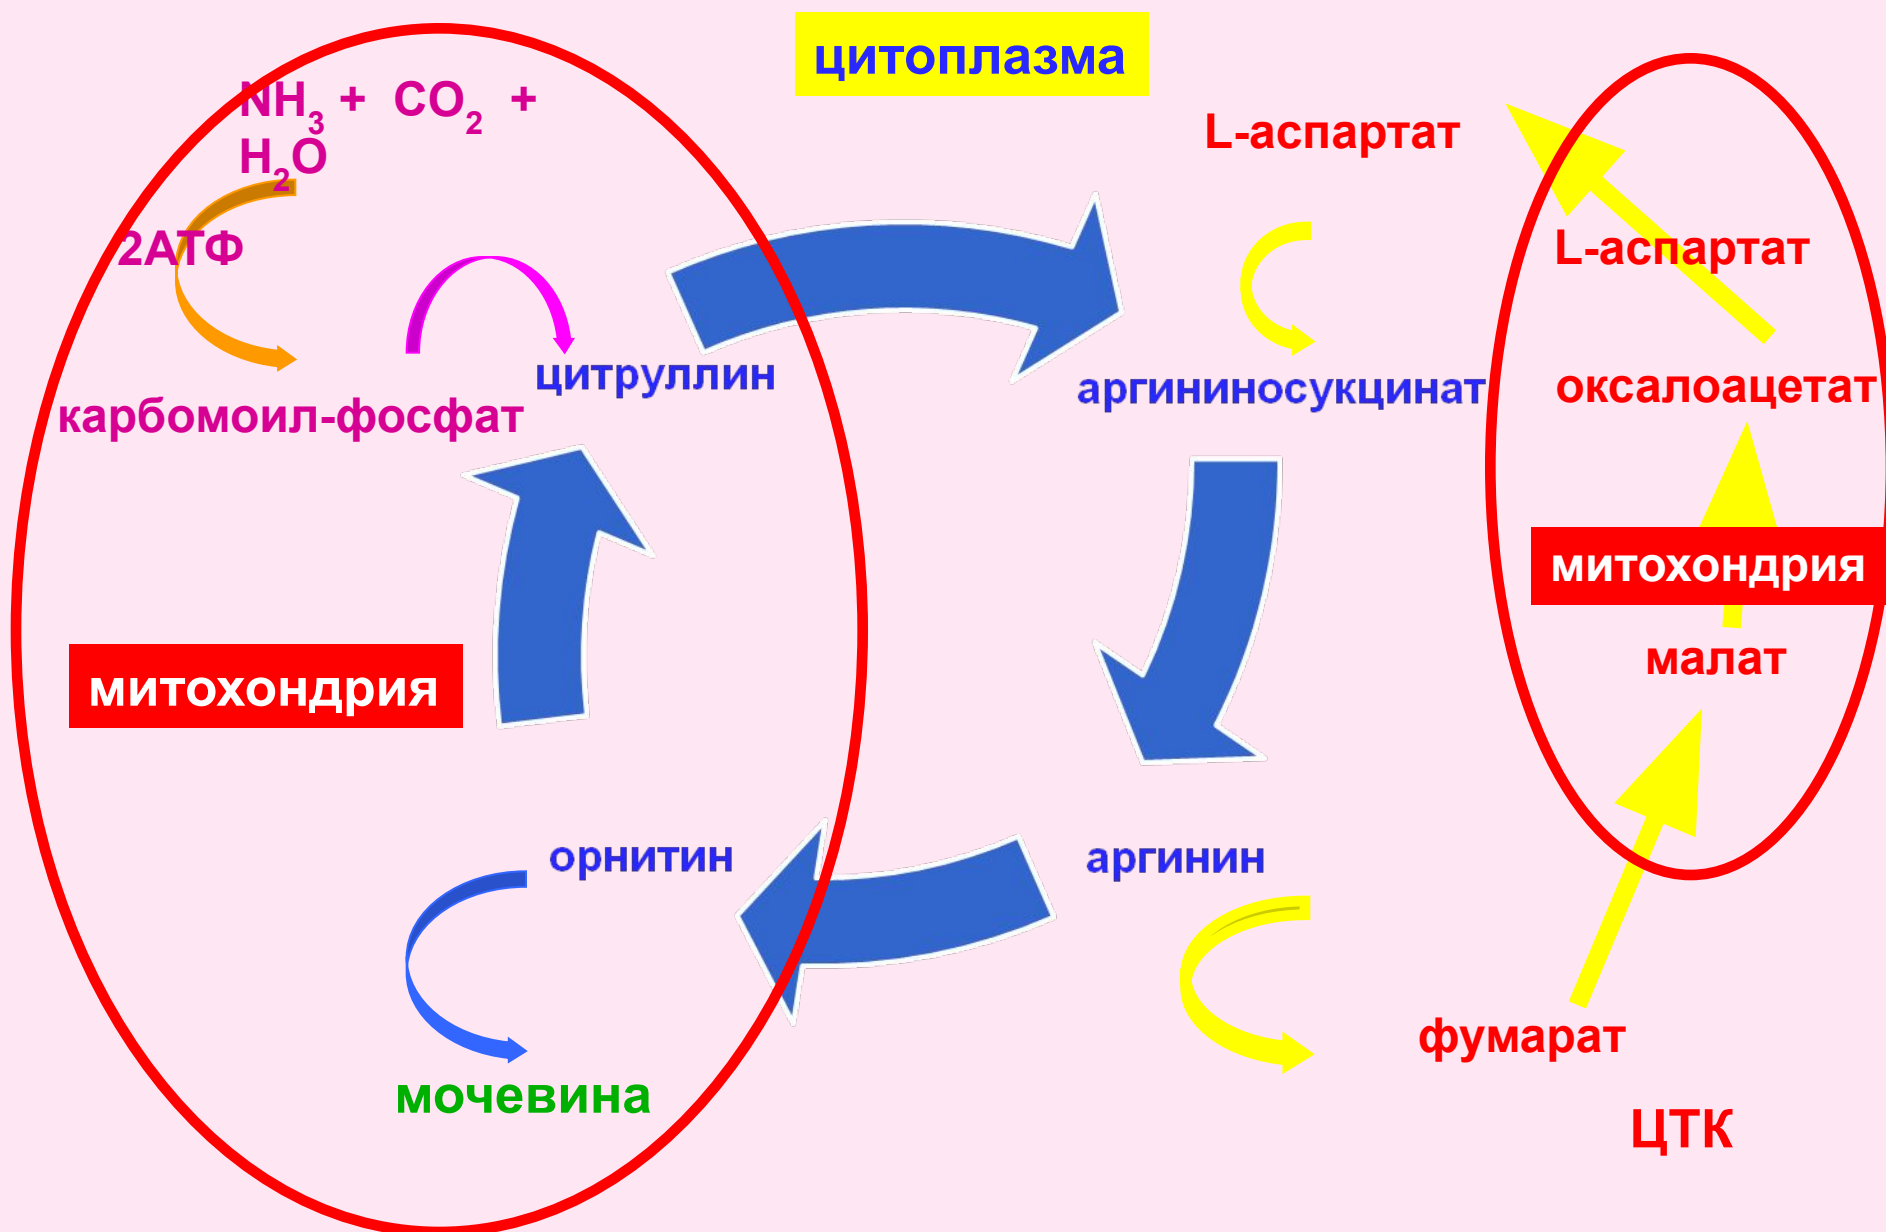 цитоплазма
NH3 + CO2 +
H2O
L-аспартат
2АТФ
L-аспартат
цитруллин
аргининосукцинат
оксалоацетат
карбомоил-фосфат
митохондрия
малат
митохондрия
орнитин
аргинин
фумарат
мочевина
ЦТК